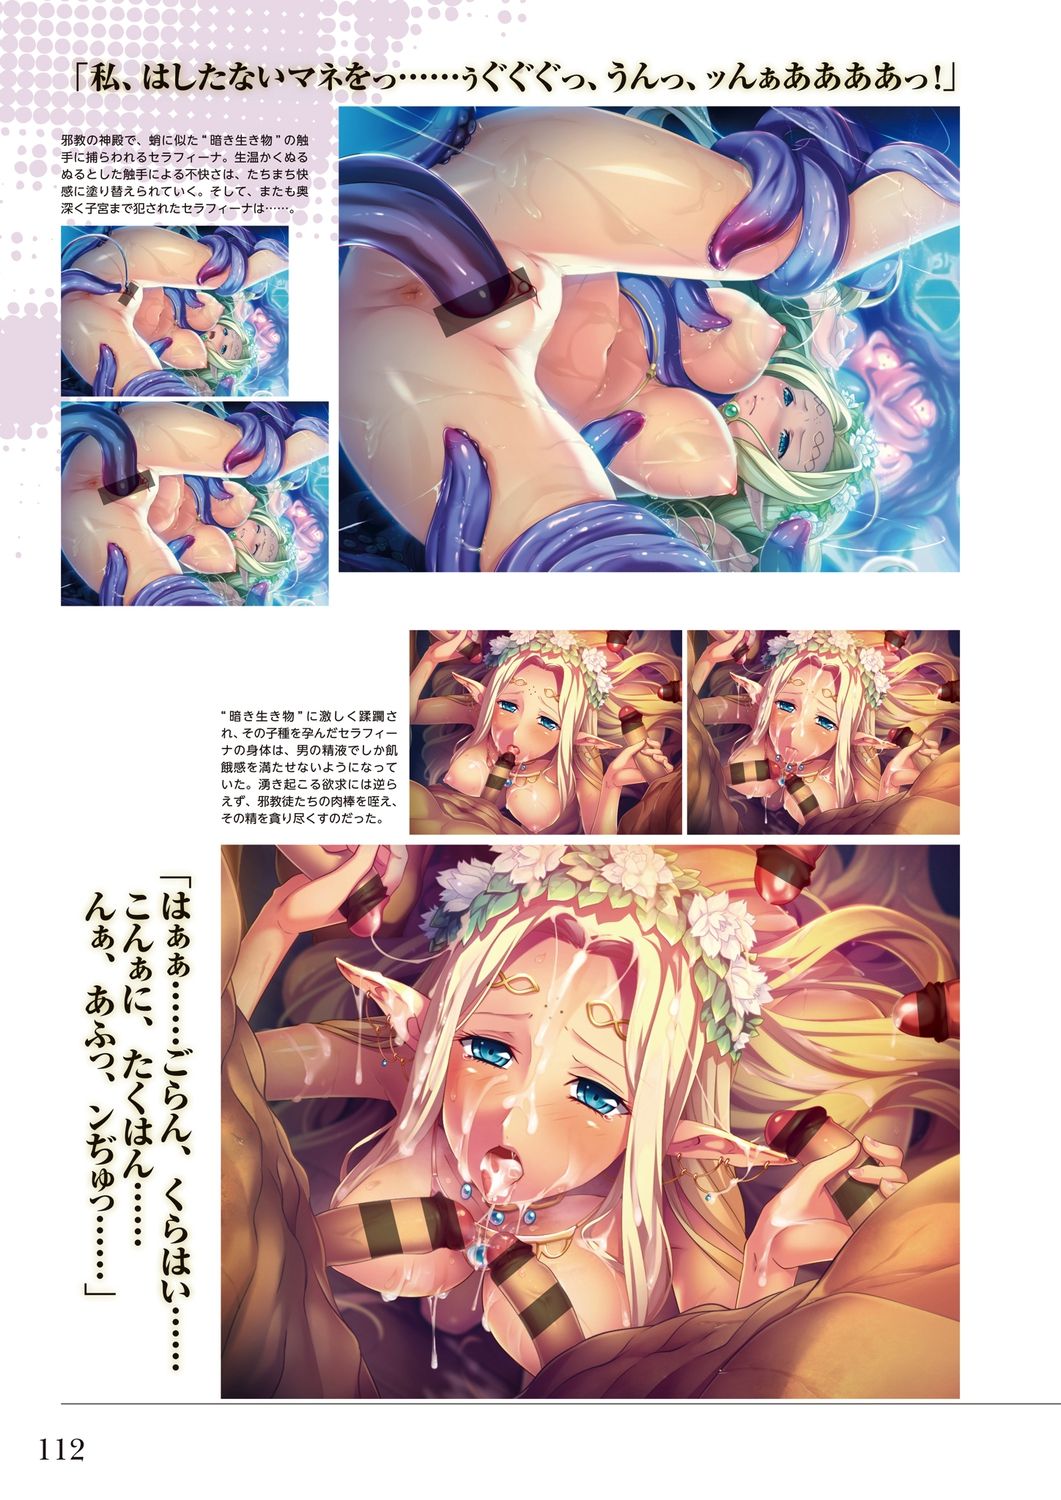 「私、はしたないマネをっ……ぅぐぐぐっ、うんっ、ッんぁああああっ！」
邪教の神殿で、蛸に似た“暗き生き物”の触
手に捕らわれるセラフィーナ。生温かくぬる
ぬるとした触手による不快さは、たちまち快
感に塗り替えられていく。そして、またも奥
深く子宮まで犯されたセラフィーナは……。
“暗き生き物”に激しく蹂躙さ
れ、その子種を孕んだセラフィー
ナの身体は、男の精液でしか飢
餓感を満たせないようになって
いた。湧き起こる欲求には逆ら
えず、邪教徒たちの肉棒を咥え、
その精を貪り尽くすのだった。
「はぁぁ……ごらん、くらはい……
こんぁに、たくはん……
んぁ、あふっ、ンぢゅっ……」
112